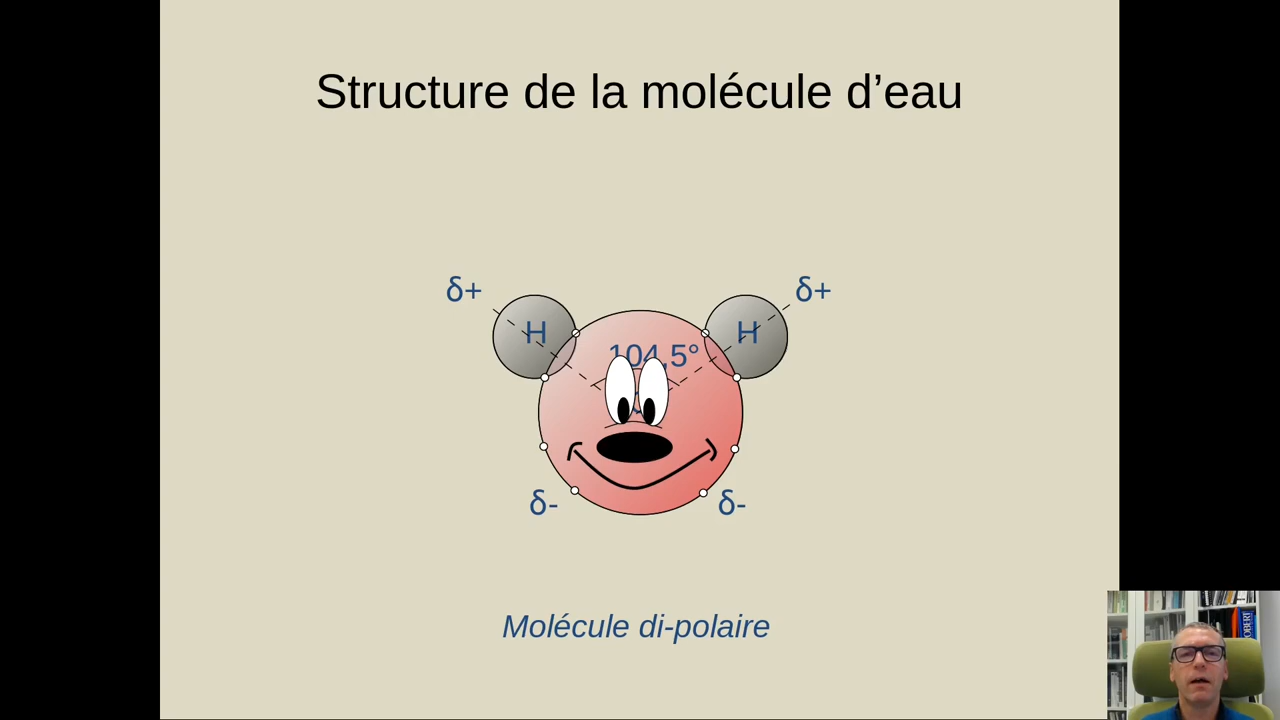 Structure de la molécule d’eau
δ+ δ+
H H
104,5°
δ- δ-
Molécule di-polaire